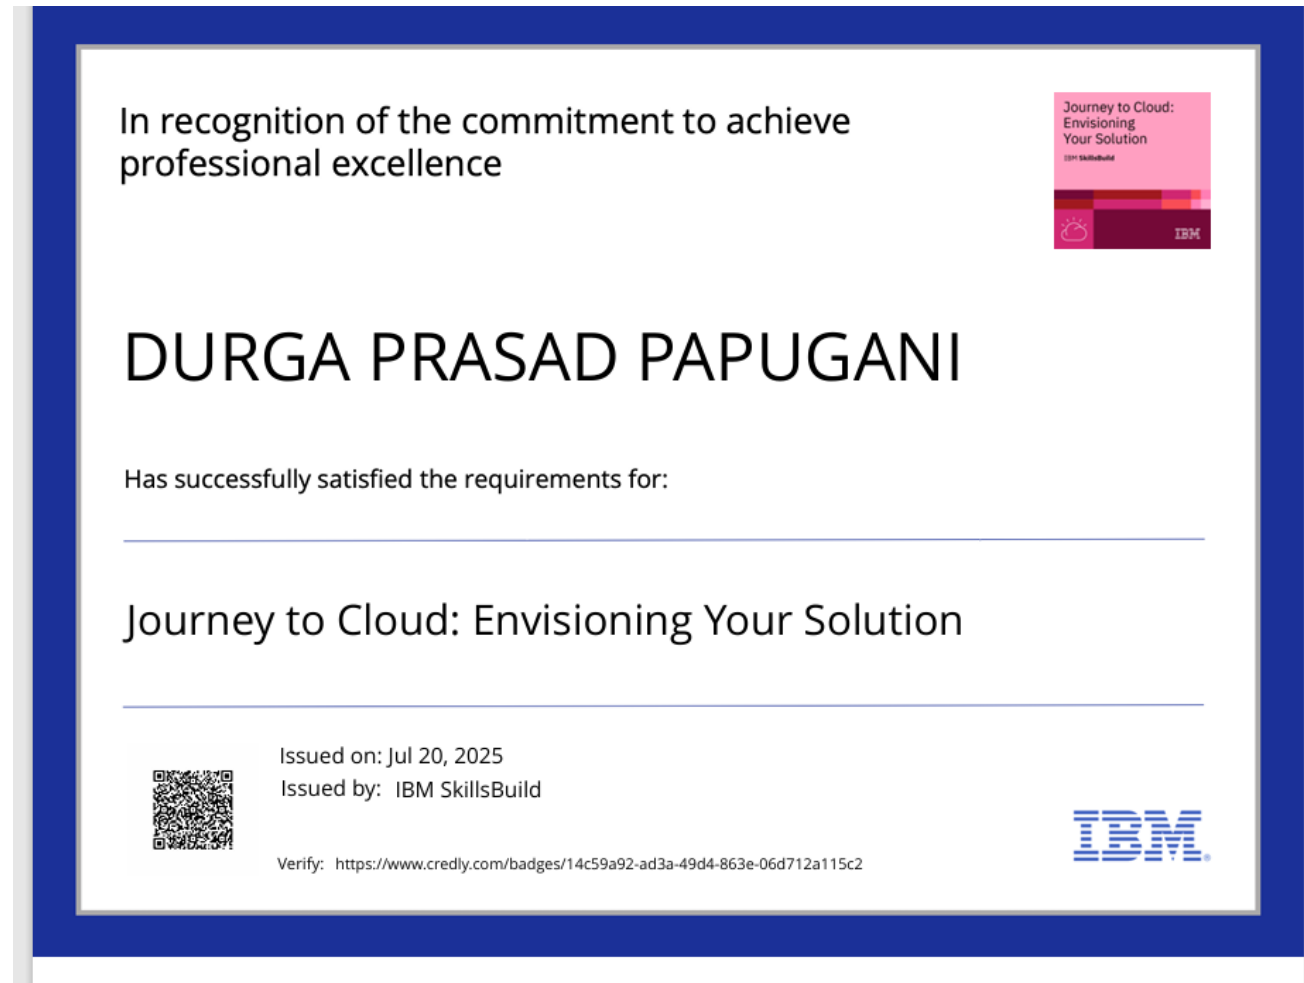 In recognition of the commitment to achieve
professional excellence
Journey to Cloud:
Envisioning
Your Solution
IBM SkillsBuild
IBM
DURGA PRASAD PAPUGANI
Has successfully satisfied the requirements for:
Journey to Cloud: Envisioning Your Solution
Issued on: Jul 20, 2025
Issued by: IBM SkillsBuild
Verify: https://www.credly.com/badges/14c59a92-ad3a-49d4-863e-06d712a115c2
IBM®